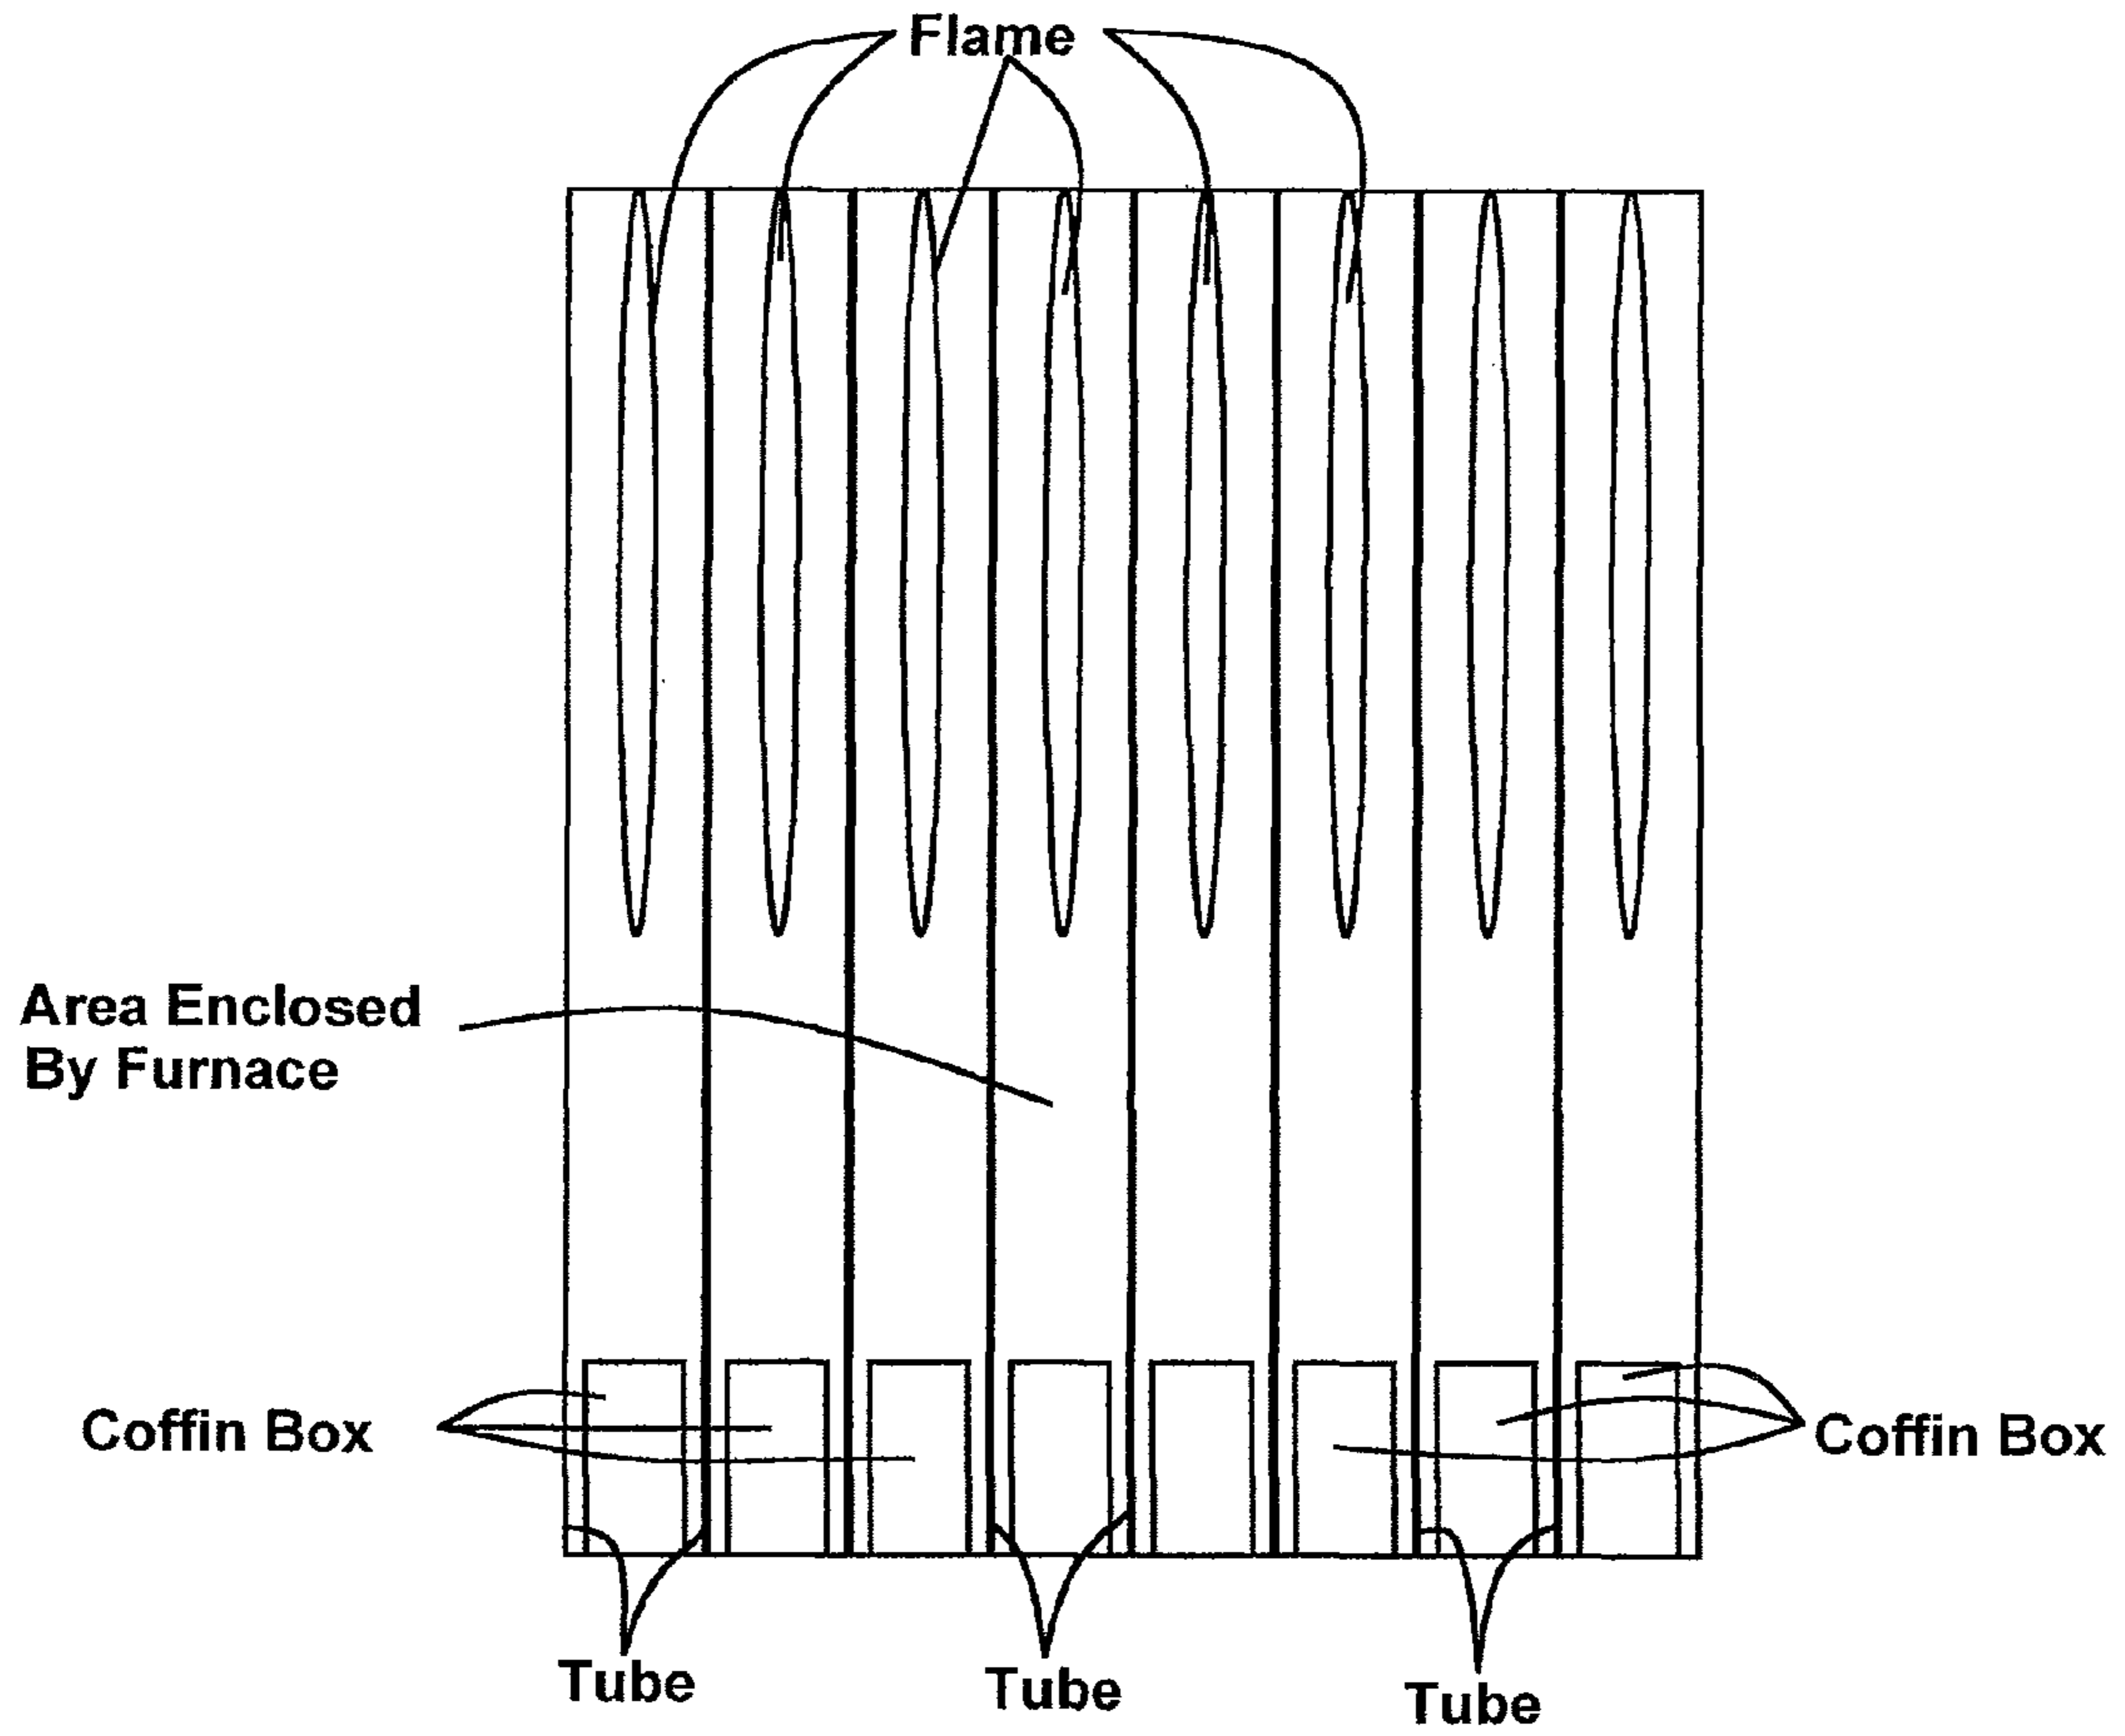 Flame
Area Enclosed
By Furnace
Coffin Box
Coffin Box
Tube
Tube
Tube